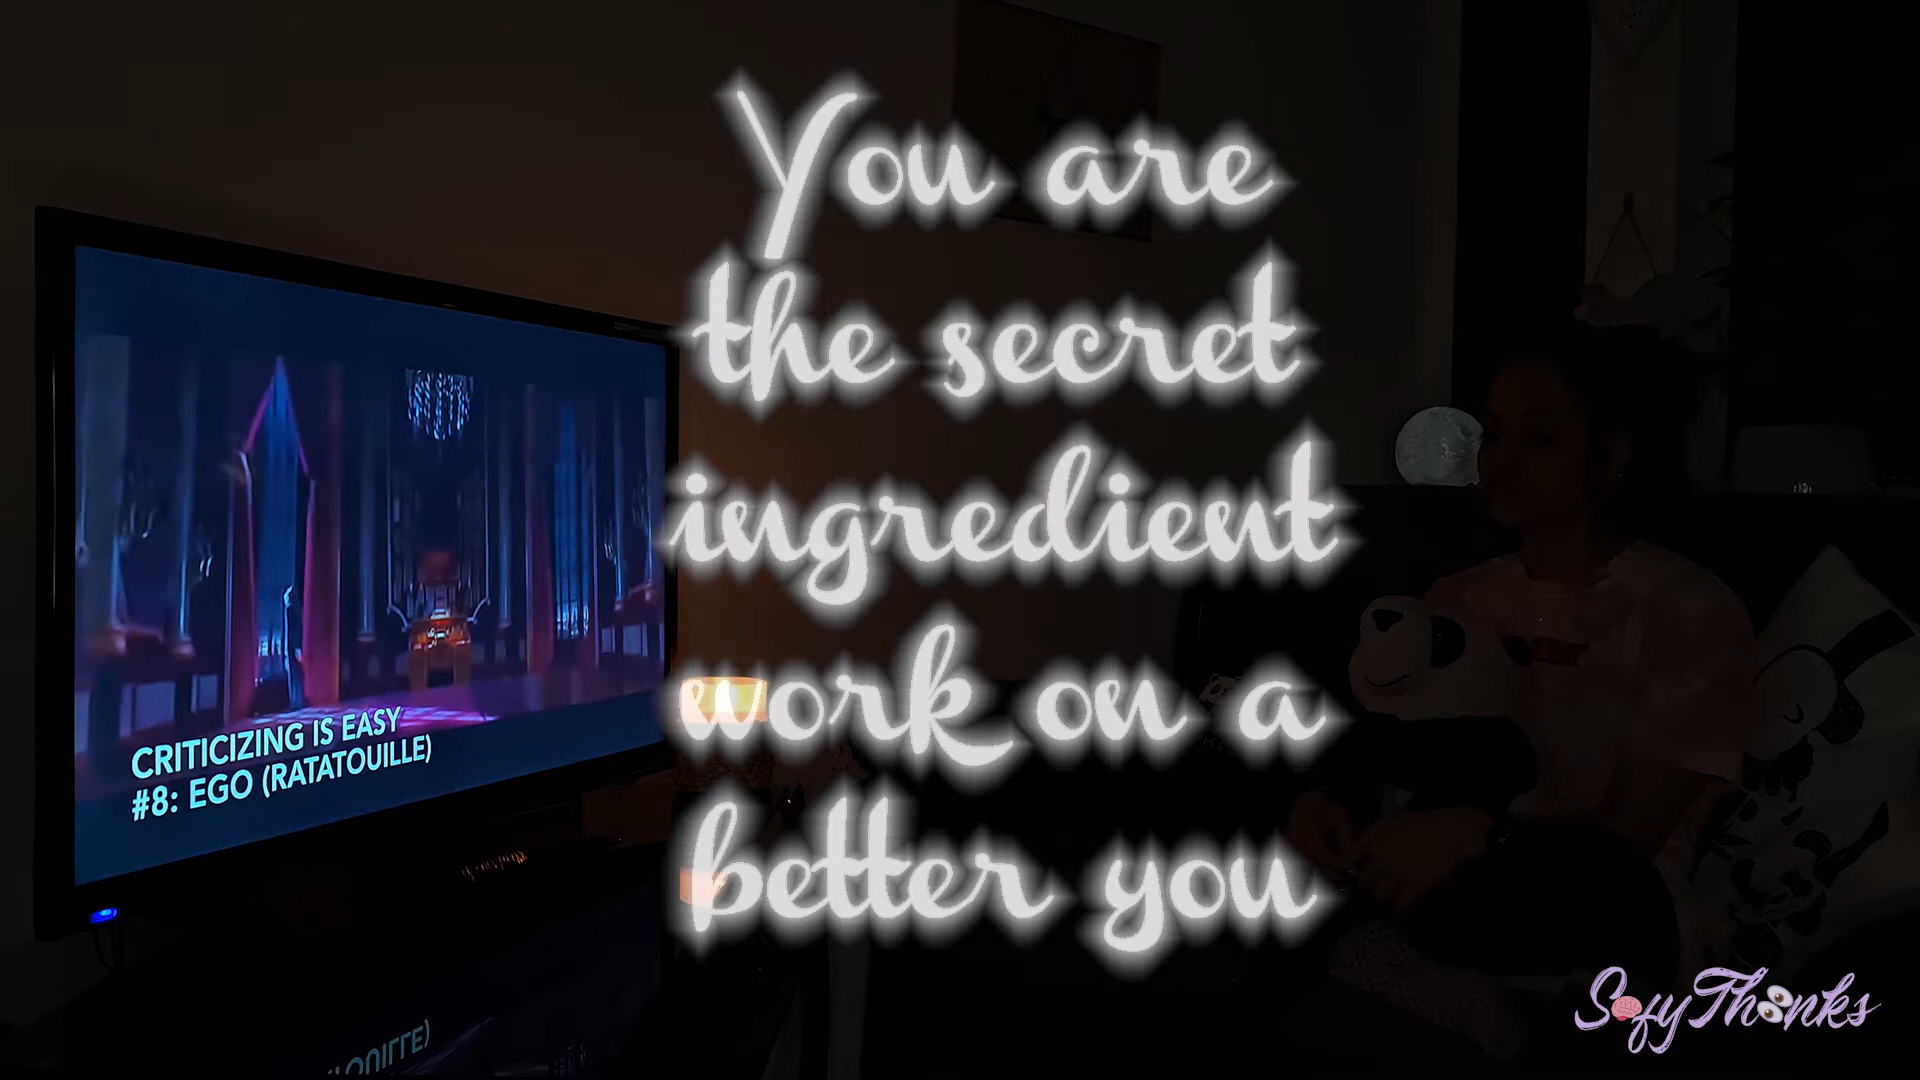 You are
the secret
ingredient
work on a
better you
CRITICIZING IS EASY
#8: EGO (RATATOUILLE)
SofyThinks